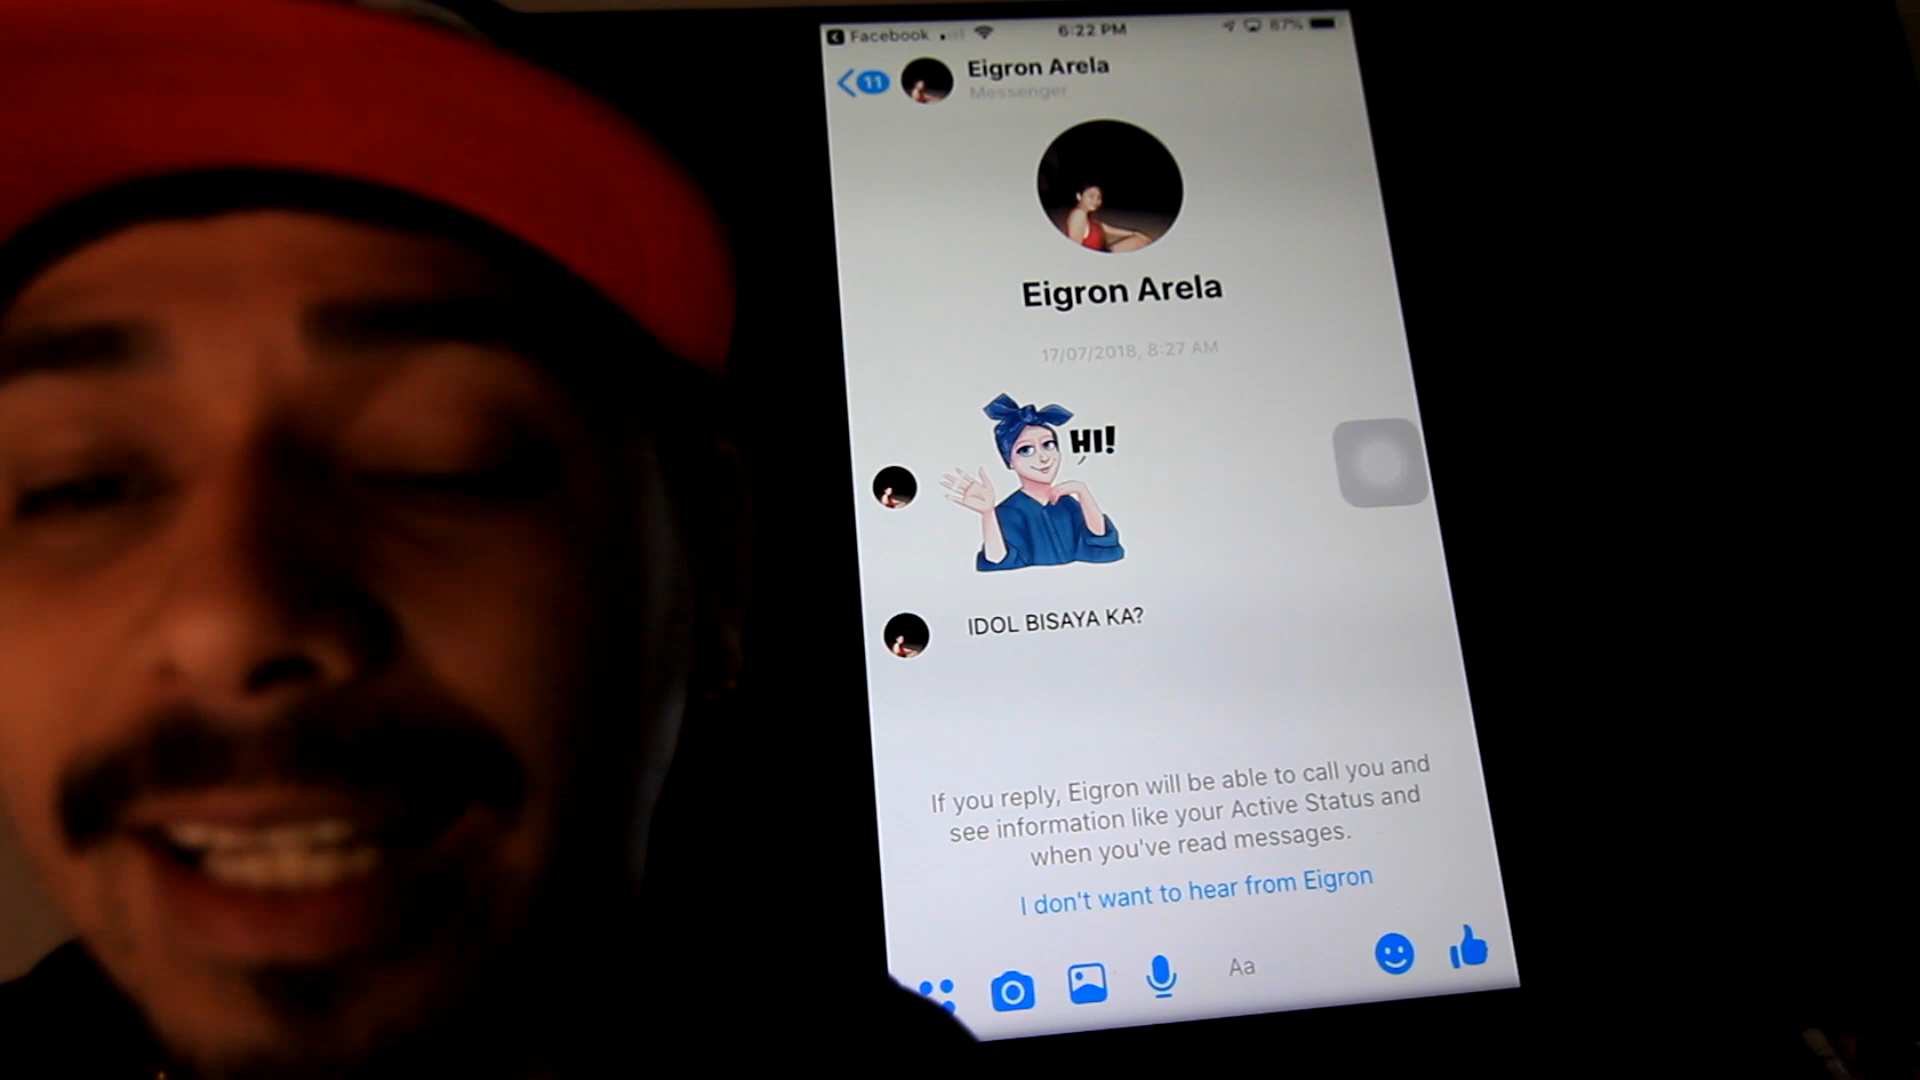 Facebook 6:22 PM 87%
11 Eigron Arela
Messenger
Eigron Arela
17/07/2018, 8:27 AM
HI!
IDOL BISAYA KA?
If you reply, Eigron will be able to call you and
see information like your Active Status and
when you've read messages.
I don't want to hear from Eigron
Aa